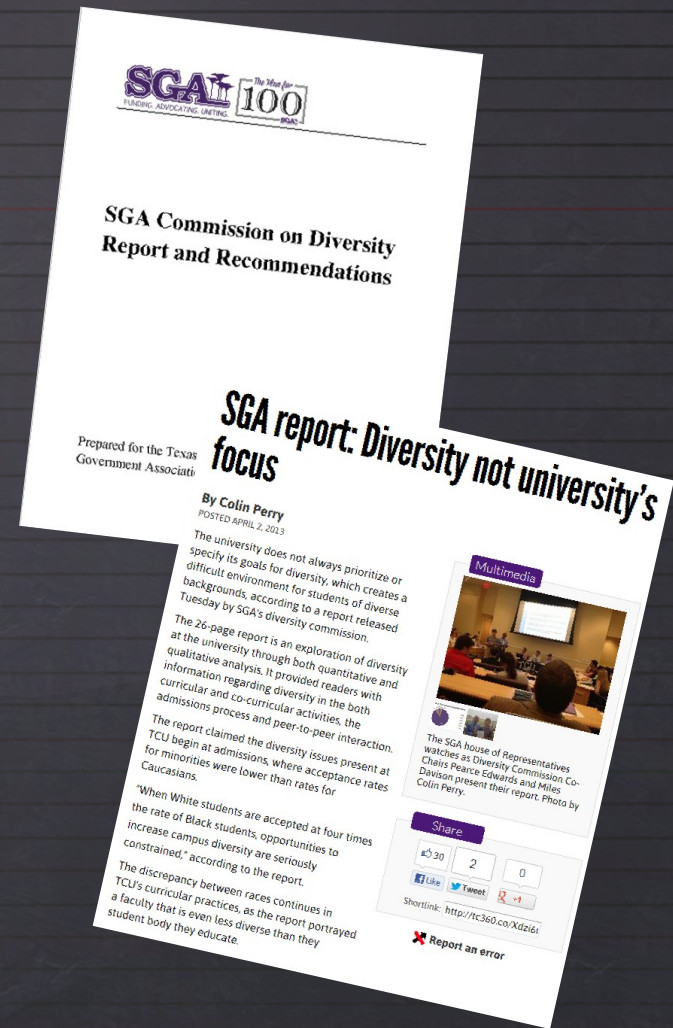 SGA
FUNDING. ADVOCATING. UNITING.
The Plan for
100
SGA Commission on Diversity
Report and Recommendations
Prepared for the Texas
Government Associati
SGA report: Diversity not university's
focus
By Colin Perry
POSTED APRIL 2, 2013
The university does not always prioritize or
specify its goals for diversity, which creates a
difficult environment for students of diverse
backgrounds, according to a report released
Tuesday by SGA's diversity commission.
The 26-page report is an exploration of diversity
at the university through both quantitative and
qualitative analysis. It provided readers with
information regarding diversity in the both
curricular and co-curricular activities, the
admissions process and peer-to-peer interaction.
The report claimed the diversity issues present at
TCU begin at admissions, where acceptance rates
for minorities were lower than rates for
Caucasians.
"When White students are accepted at four times
the rate of Black students, opportunities to
increase campus diversity are seriously
constrained," according to the report.
The discrepancy between races continues in
TCU's curricular practices, as the report portrayed
a faculty that is even less diverse than they
student body they educate.
Multimedia
The SGA house of Representatives
watches as Diversity Commission Co-
Chairs Pearce Edwards and Miles
Davison present their report. Photo by
Colin Perry.
Share
30
2
0
Like
Tweet
+1
Shortlink: http://tc360.co/Xdzi6
Report an error